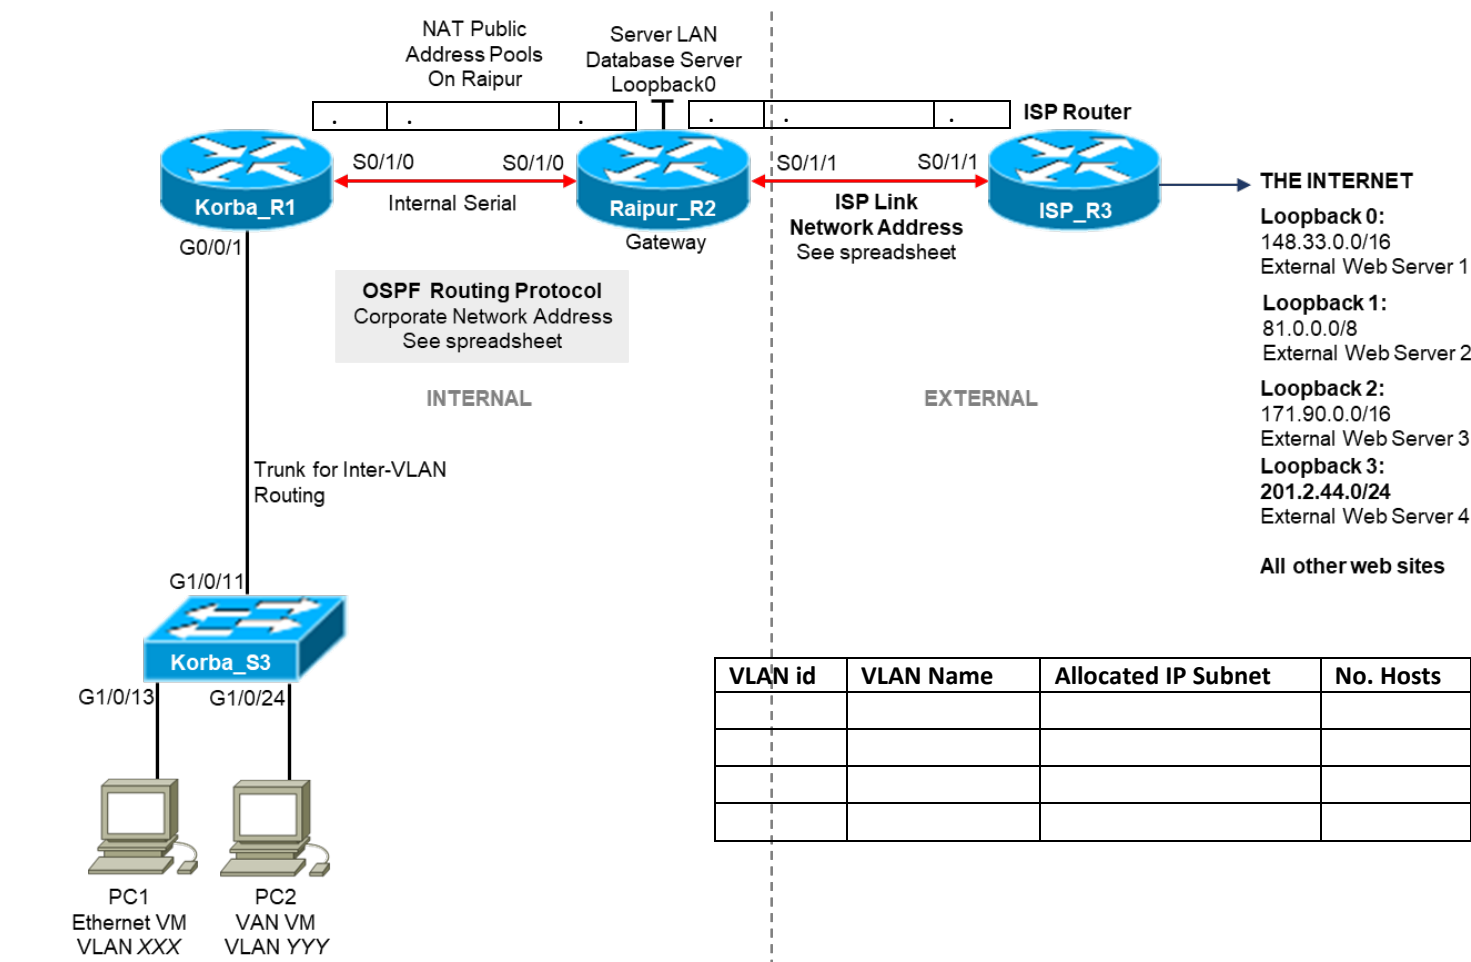 NAT Public
Address Pools
On Raipur
Server LAN
Database Server
Loopback0
. . .
. . .
ISP Router
S0/1/0
S0/1/0
S0/1/1
S0/1/1
Korba_R1
Internal Serial
Raipur_R2
Gateway
ISP Link
Network Address
See spreadsheet
ISP_R3
G0/0/1
THE INTERNET
Loopback 0:
148.33.0.0/16
External Web Server 1
Loopback 1:
81.0.0.0/8
External Web Server 2
Loopback 2:
171.90.0.0/16
External Web Server 3
Loopback 3:
201.2.44.0/24
External Web Server 4
All other web sites
OSPF Routing Protocol
Corporate Network Address
See spreadsheet
INTERNAL
EXTERNAL
Trunk for Inter-VLAN
Routing
G1/0/11
Korba_S3
G1/0/13
G1/0/24
VLAN id VLAN Name Allocated IP Subnet No. Hosts
PC1
Ethernet VM
VLAN XXX
PC2
VAN VM
VLAN YYY